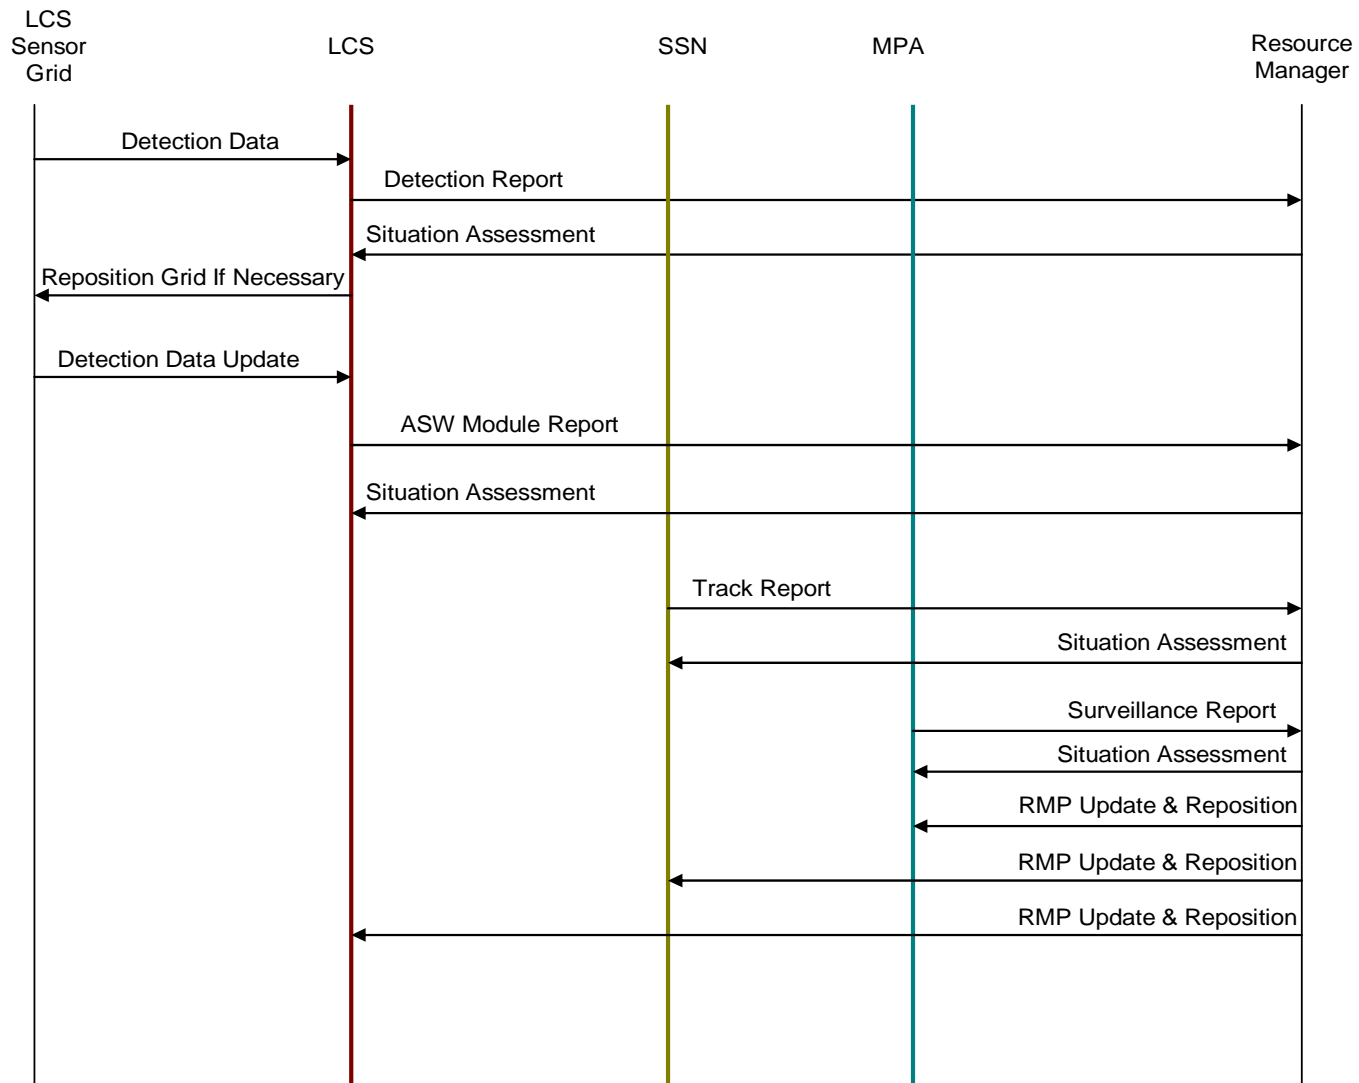 LCS
Sensor
Grid
LCS
SSN
MPA
Resource
Manager
Detection Data
Detection Report
Situation Assessment
Reposition Grid If Necessary
Detection Data Update
ASW Module Report
Situation Assessment
Track Report
Situation Assessment
Surveillance Report
Situation Assessment
RMP Update & Reposition
RMP Update & Reposition
RMP Update & Reposition